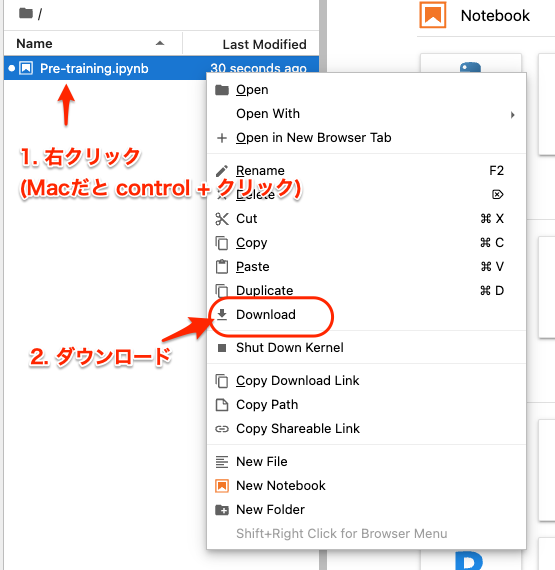 /
Notebook
Name Last Modified
Pre-training.ipynb 30 seconds ago
Open
Open With
Open in New Browser Tab
1. 右クリック
(Macだと control + クリック)
Rename F2
Delete
Cut ⌘ X
Copy ⌘ C
Paste ⌘ V
Duplicate ⌘ D
Download
2. ダウンロード
Shut Down Kernel
Copy Download Link
Copy Path
Copy Shareable Link
New File
New Notebook
New Folder
Shift+Right Click for Browser Menu